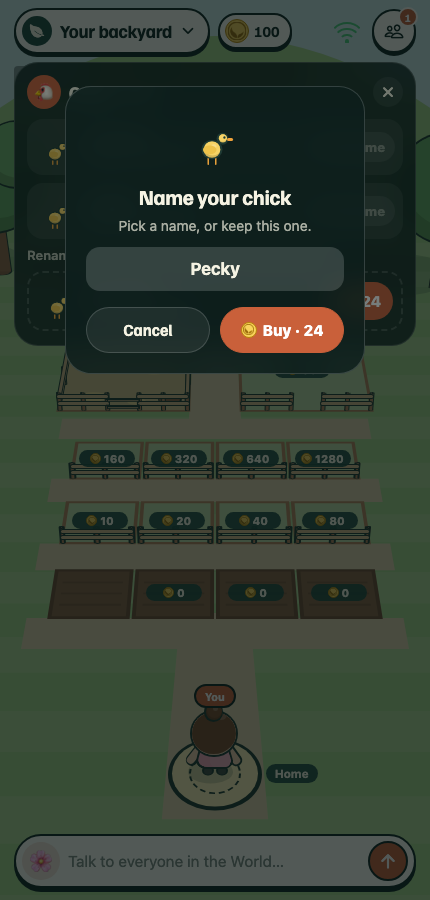 Your backyard
100
1
Name your chick
Pick a name, or keep this one.
me
me
Renam
Pecky
Cancel
Buy · 24
24
160
320
640
1280
10
20
40
80
0
0
0
You
Home
Talk to everyone in the World...